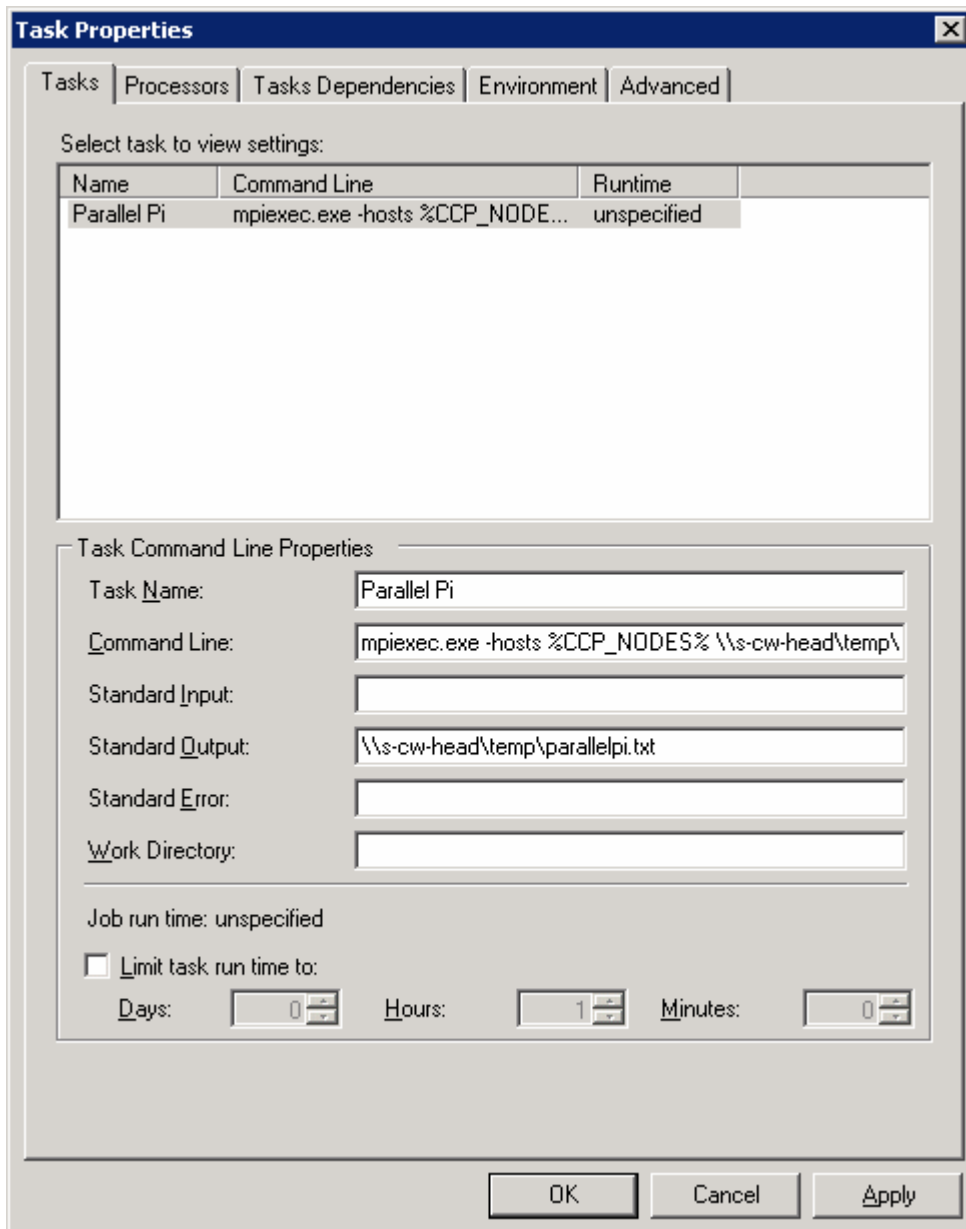 Task Properties
Tasks Processors Tasks Dependencies Environment Advanced
Select task to view settings:
Name Command Line Runtime
Parallel Pi mpiexec.exe -hosts %CCP_NODE... unspecified
Task Command Line Properties
Task Name: Parallel Pi
Command Line: mpiexec.exe -hosts %CCP_NODES% \\s-cw-head\temp\
Standard Input:
Standard Output: \\s-cw-head\temp\parallelpi.txt
Standard Error:
Work Directory:
Job run time: unspecified
Limit task run time to:
Days: 0 Hours: 1 Minutes: 0
OK Cancel Apply